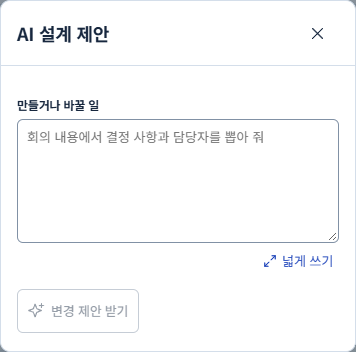 AI 설계 제안
만들거나 바꿀 일
회의 내용에서 결정 사항과 담당자를 뽑아 줘
넓게 쓰기
변경 제안 받기